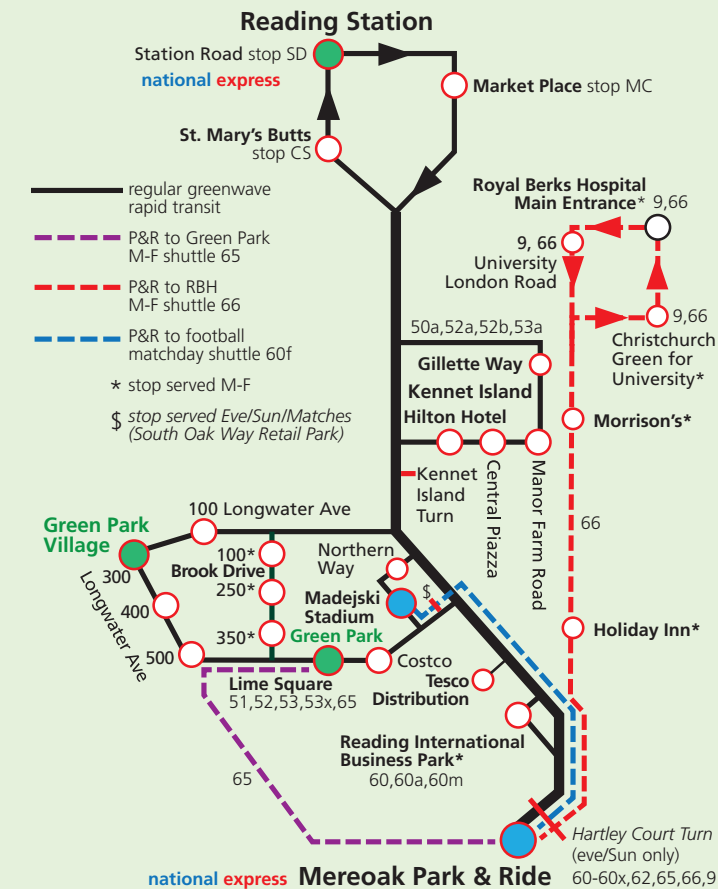 Reading Station
Station Road stop SD
national express
Market Place stop MC
St. Mary's Butts
stop CS
regular greenwave
rapid transit
P&R to Green Park
M-F shuttle 65
P&R to RBH
M-F shuttle 66
P&R to football
matchday shuttle 60f
* stop served M-F
$ stop served Eve/Sun/Matches
(South Oak Way Retail Park)
Royal Berks Hospital
Main Entrance* 9,66
9, 66
University
London Road
9,66
Christchurch
Green for
University*
50a,52a,52b,53a
Gillette Way
Kennet Island
Hilton Hotel
Morrison's*
Kennet
Island
Turn
Central Piazza
Manor Farm Road
66
100 Longwater Ave
Green Park
Village
300
400
500
Longwater Ave
100*
Brook Drive
250*
350*
Northern
Way
Madejski
Stadium
$
Green Park
Holiday Inn*
Costco
Lime Square
51,52,53,53x,65
Tesco
Distribution
Reading International
Business Park*
60,60a,60m
65
Hartley Court Turn
(eve/Sun only)
national express Mereoak Park & Ride 60-60x,62,65,66,9